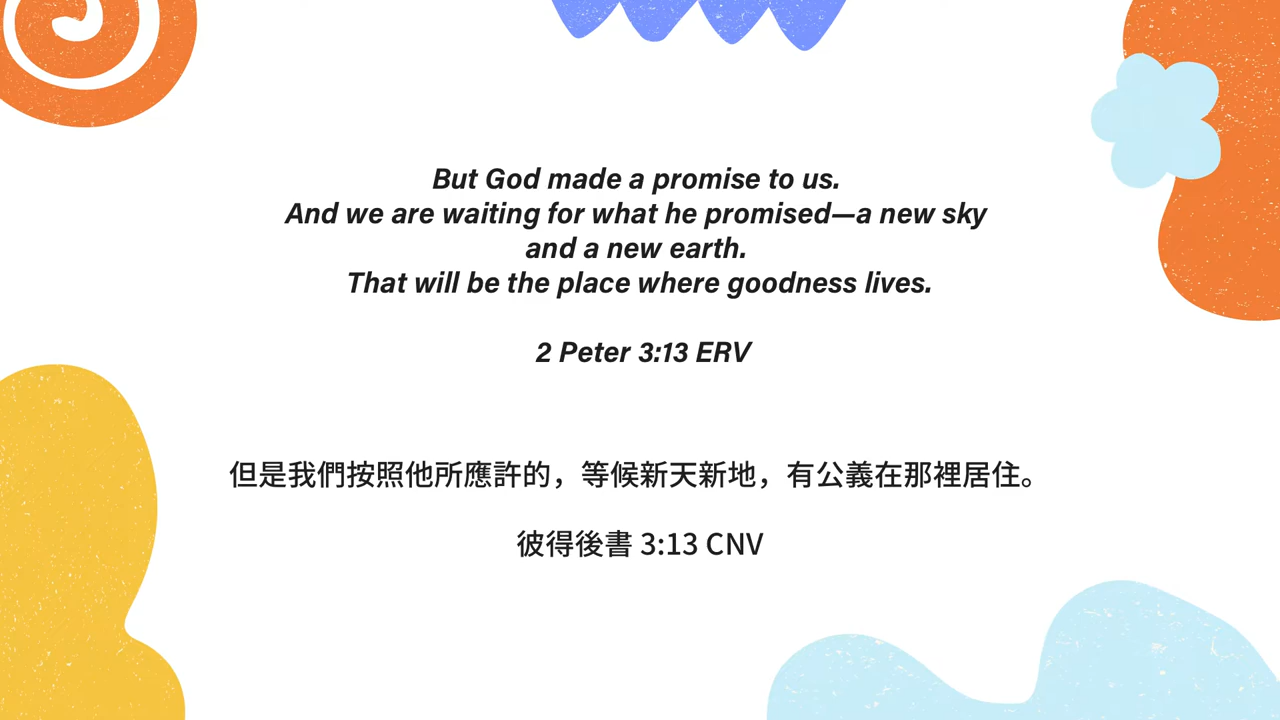 But God made a promise to us.
And we are waiting for what he promised—a new sky
and a new earth.
That will be the place where goodness lives.
2 Peter 3:13 ERV
但是我們按照他所應許的，等候新天新地，有公義在那裡居住。
彼得後書 3:13 CNV